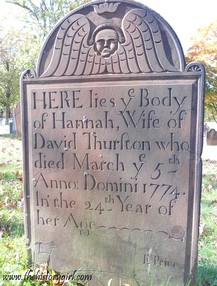 HERE lies yᵉ Body
of Hannah, Wife of
David Thurſton who
died March yᵉ 5ᵗʰ
Anno: Domini 1774.
In the 24ᵗʰ Year of
her Age
www.thehistorygirl.com